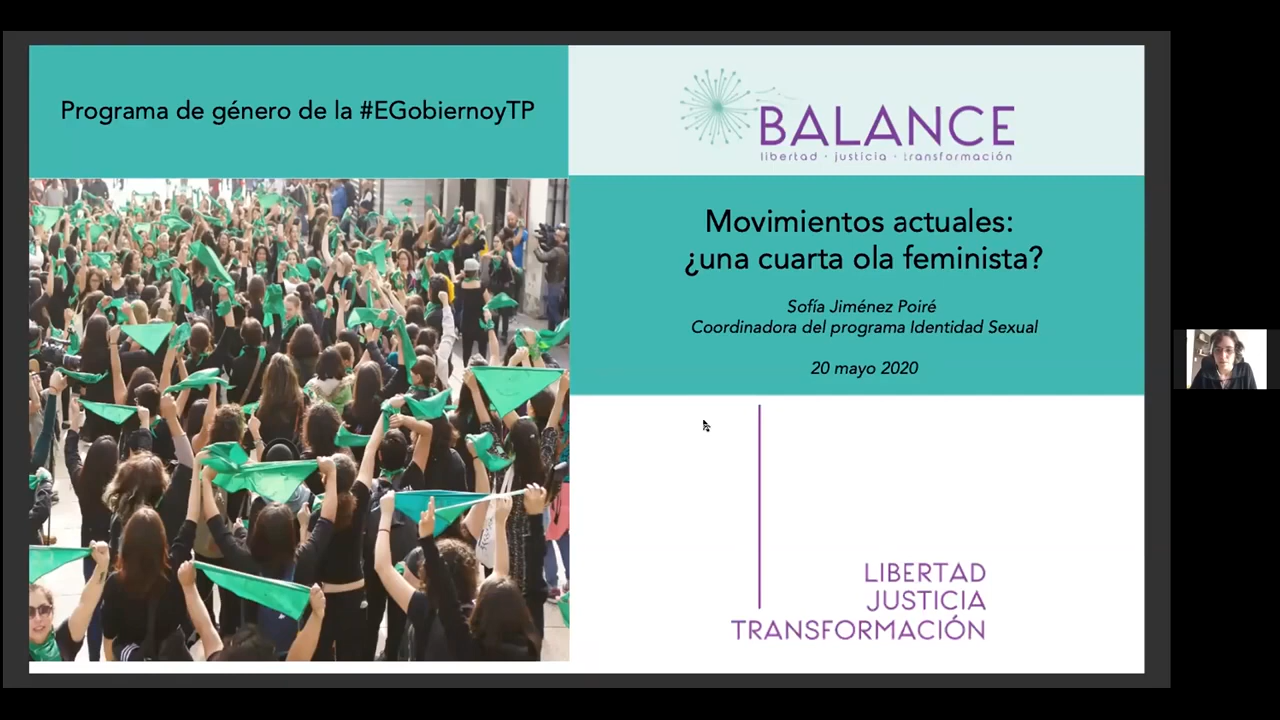 Programa de género de la #EGobiernoyTP
BALANCE
libertad · justicia · transformación
Movimientos actuales:
¿una cuarta ola feminista?
Sofía Jiménez Poiré
Coordinadora del programa Identidad Sexual
20 mayo 2020
LIBERTAD
JUSTICIA
TRANSFORMACIÓN